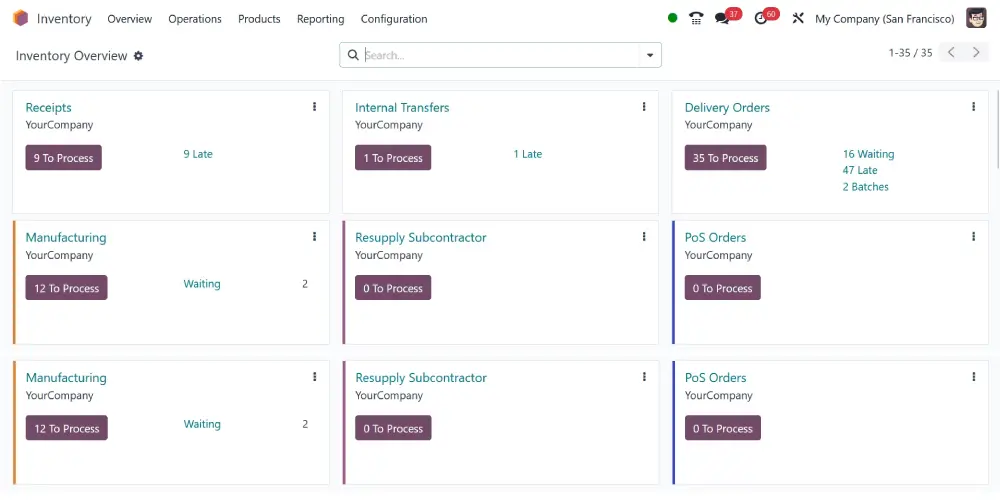 Inventory Overview Operations Products Reporting Configuration 37 60 My Company (San Francisco)
Inventory Overview Search... 1-35 / 35
Receipts Internal Transfers Delivery Orders
YourCompany YourCompany YourCompany
9 To Process 9 Late 1 To Process 1 Late 35 To Process 16 Waiting
47 Late
2 Batches
Manufacturing Resupply Subcontractor PoS Orders
YourCompany YourCompany YourCompany
12 To Process Waiting 2 0 To Process 0 To Process
Manufacturing Resupply Subcontractor PoS Orders
YourCompany YourCompany YourCompany
12 To Process Waiting 2 0 To Process 0 To Process